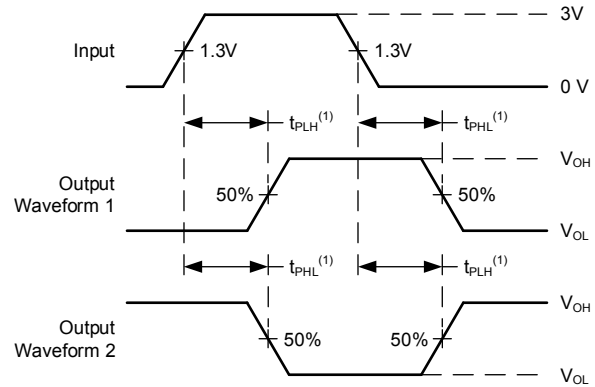 3V
Input
1.3V
1.3V
0 V
tPLH(1)
tPHL(1)
VOH
Output
Waveform 1
50%
50%
VOL
tPHL(1)
tPLH(1)
VOH
Output
Waveform 2
50%
50%
VOL